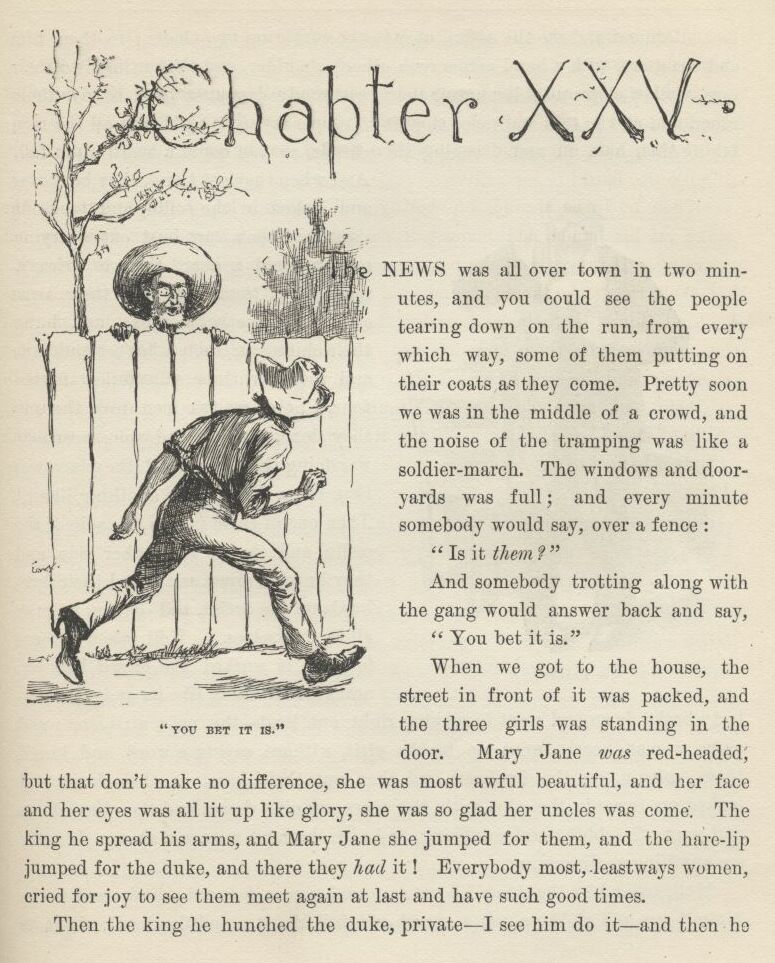 Chapter XXV.
The NEWS was all over town in two min-
utes, and you could see the people
tearing down on the run, from every
which way, some of them putting on
their coats as they come. Pretty soon
we was in the middle of a crowd, and
the noise of the tramping was like a
soldier-march. The windows and door-
yards was full; and every minute
somebody would say, over a fence:
"Is it them?"
And somebody trotting along with
the gang would answer back and say,
"You bet it is."
When we got to the house, the
street in front of it was packed, and
the three girls was standing in the
door. Mary Jane was red-headed,
"YOU BET IT IS."
but that don't make no difference, she was most awful beautiful, and her face
and her eyes was all lit up like glory, she was so glad her uncles was come. The
king he spread his arms, and Mary Jane she jumped for them, and the hare-lip
jumped for the duke, and there they had it! Everybody most, leastways women,
cried for joy to see them meet again at last and have such good times.
Then the king he hunched the duke, private—I see him do it—and then he